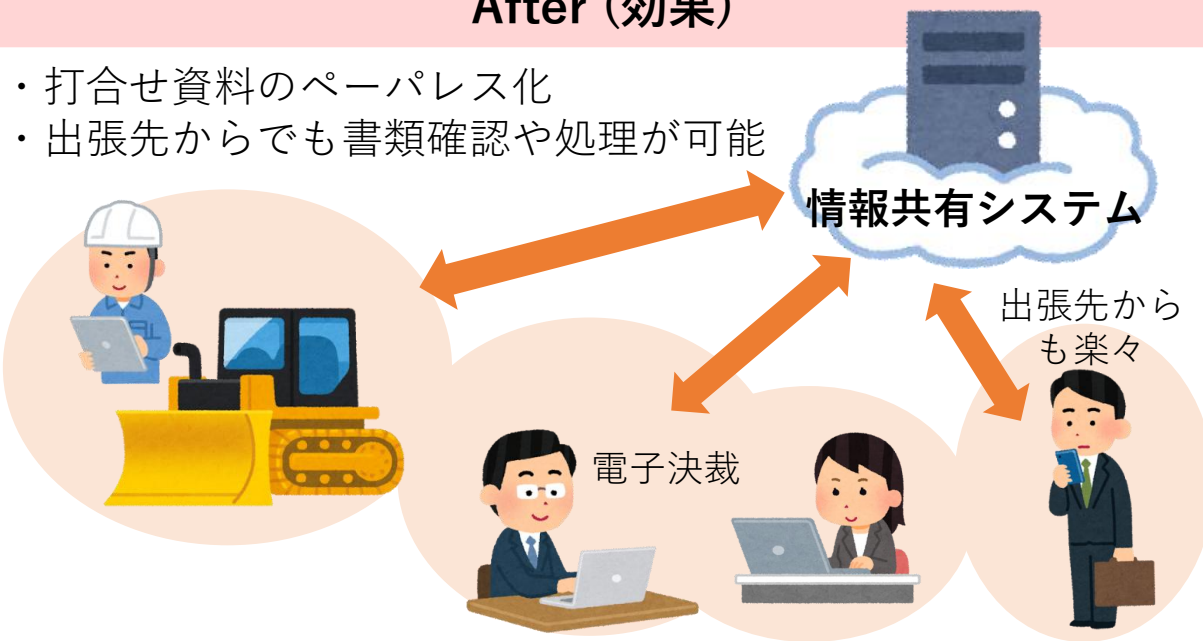 After (効果)
・打合せ資料のペーパレス化
・出張先からでも書類確認や処理が可能
情報共有システム
出張先から
も楽々
電子決裁